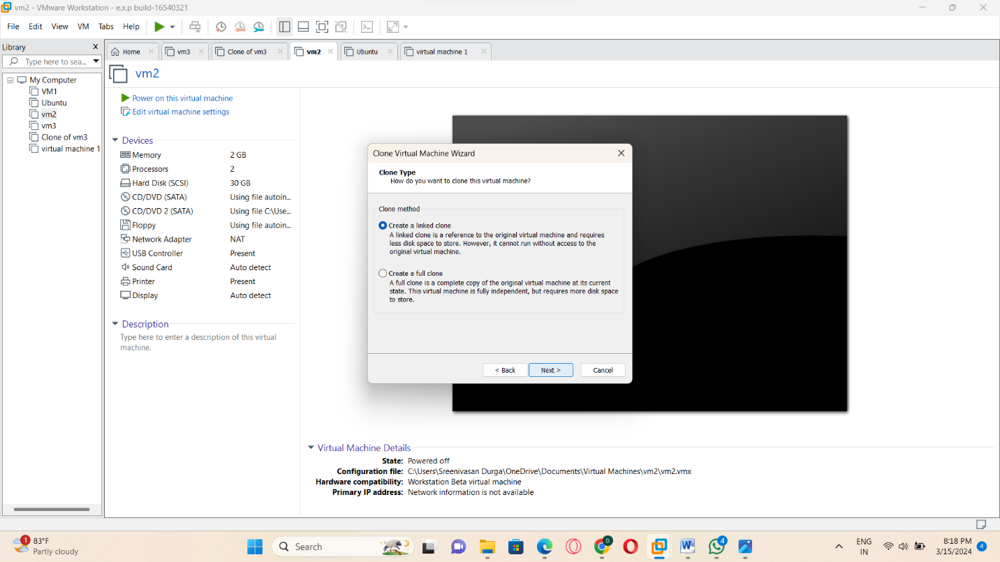 vm2 - VMware Workstation - e.x.p build-16540321
File Edit View VM Tabs Help
Library
Type here to sea...
My Computer
VM1
Ubuntu
vm2
vm3
Clone of vm3
virtual machine 1
Home vm3 Clone of vm3 vm2 Ubuntu virtual machine 1
vm2
Power on this virtual machine
Edit virtual machine settings
Devices
Memory 2 GB
Processors 2
Hard Disk (SCSI) 30 GB
CD/DVD (SATA) Using file autoin...
CD/DVD 2 (SATA) Using file C:\Use...
Floppy Using file autoin...
Network Adapter NAT
USB Controller Present
Sound Card Auto detect
Printer Present
Display Auto detect
Description
Type here to enter a description of this virtual
machine.
Clone Virtual Machine Wizard
Clone Type
How do you want to clone this virtual machine?
Clone method
Create a linked clone
A linked clone is a reference to the original virtual machine and requires
less disk space to store. However, it cannot run without access to the
original virtual machine.
Create a full clone
A full clone is a complete copy of the original virtual machine at its current
state. This virtual machine is fully independent, but requires more disk space
to store.
< Back Next > Cancel
Virtual Machine Details
State: Powered off
Configuration file: C:\Users\Sreenivasan Durga\OneDrive\Documents\Virtual Machines\vm2\vm2.vmx
Hardware compatibility: Workstation Beta virtual machine
Primary IP address: Network information is not available
1
83°F
Partly cloudy
Search
D
W
4
ENG
IN
8:18 PM
3/15/2024
4